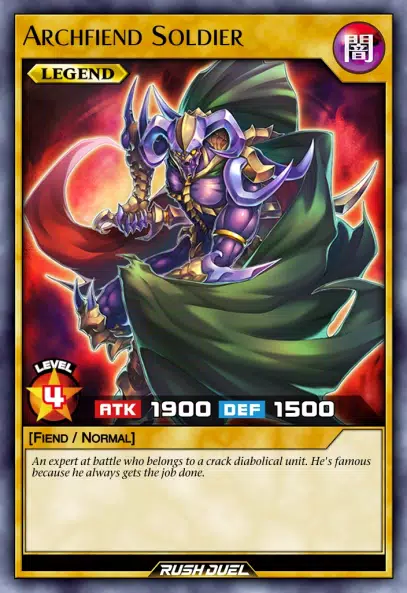 Archfiend Soldier
闇
LEGEND
LEVEL
4
ATK 1900 DEF 1500
[Fiend / Normal]
An expert at battle who belongs to a crack diabolical unit. He's famous
because he always gets the job done.
RUSH DUEL